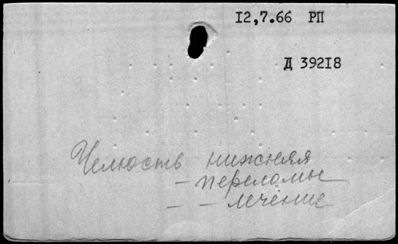 12,7.66 РП
Д 39218
Челюсть нижняя
- переломы
- - лечение